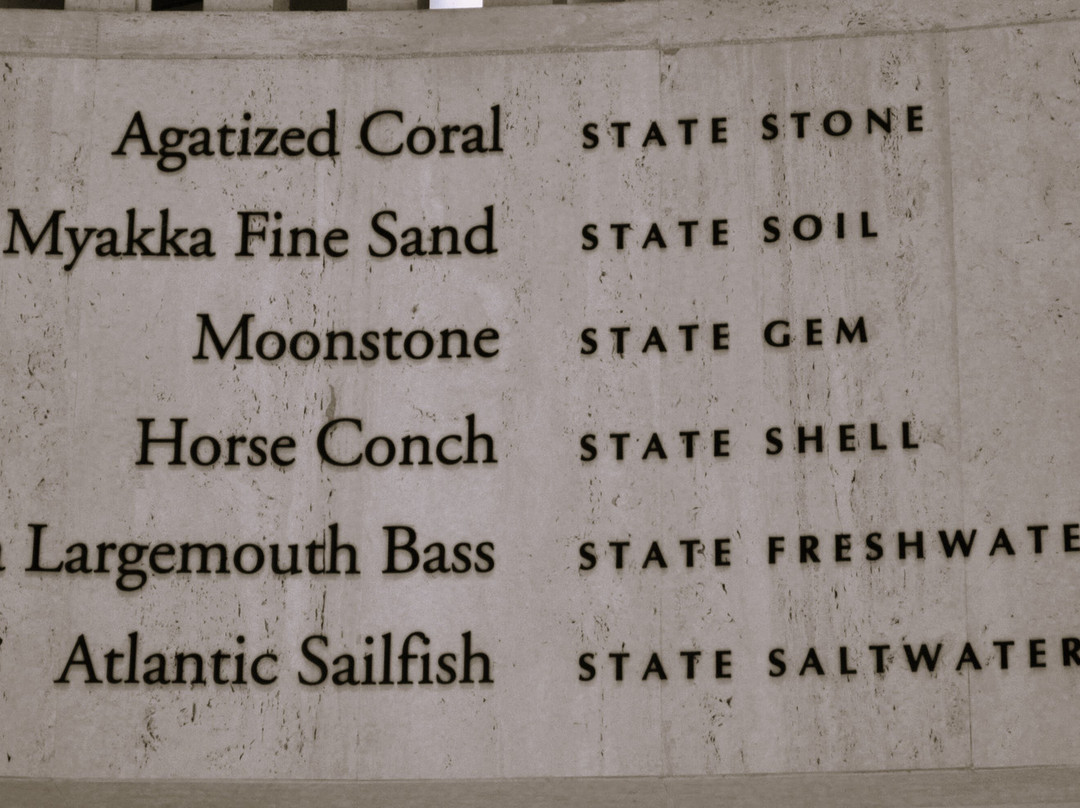 Agatized Coral STATE STONE
Myakka Fine Sand STATE SOIL
Moonstone STATE GEM
Horse Conch STATE SHELL
Largemouth Bass STATE
Atlantic Sailfish STATE SALTWATER